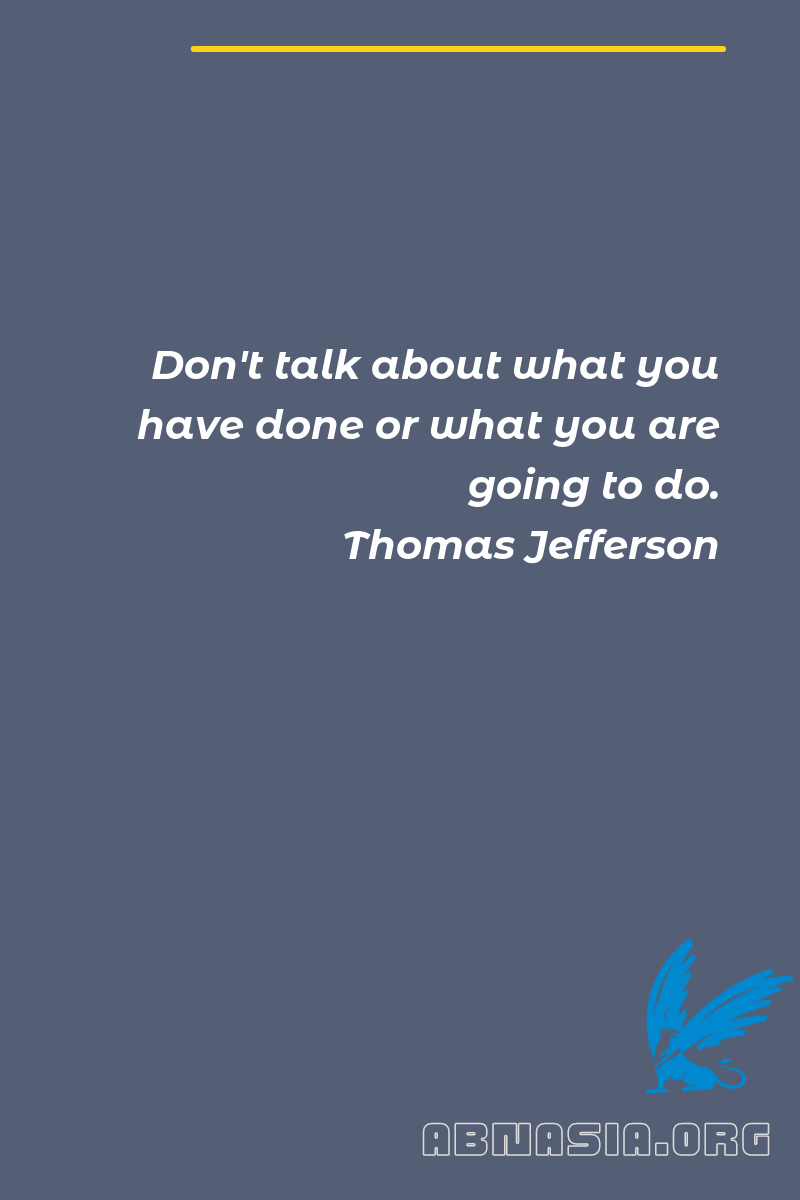 Don't talk about what you
have done or what you are
going to do.
Thomas Jefferson
ABNASIA.ORG